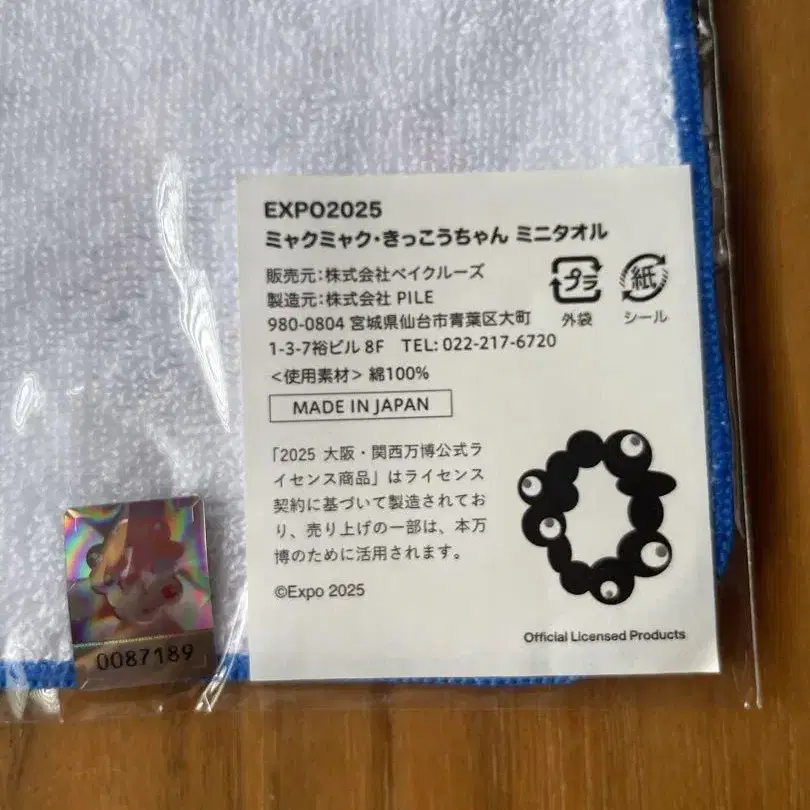 EXPO2025
ミャクミャク・きっこうちゃん ミニタオル
販売元:株式会社ベイクルーズ
製造元:株式会社 PILE
980-0804 宮城県仙台市青葉区大町
1-3-7裕ビル 8F TEL: 022-217-6720
プラ
外袋
紙
シール
<使用素材> 綿100%
MADE IN JAPAN
「2025 大阪・関西万博公式ラ
イセンス商品」はライセンス
契約に基づいて製造されてお
り、売り上げの一部は、本万
博のために活用されます。
©Expo 2025
Official Licensed Products
0087189